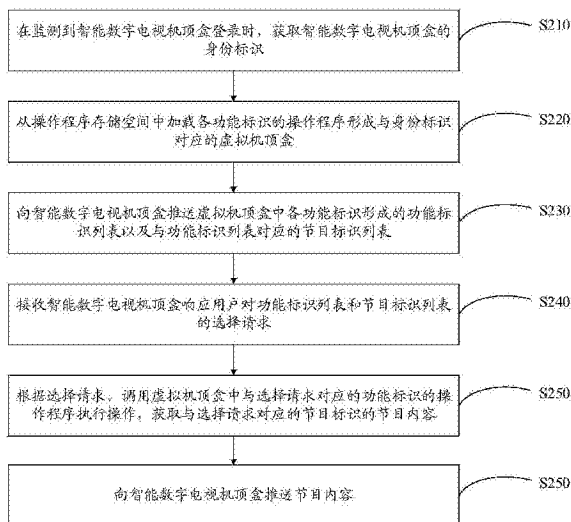 在监测到智能数字电视机顶盒登录时，获取智能数字电视机顶盒的
身份标识
S210
从操作程序存储空间中加载各功能标识的操作程序形成与身份标识
对应的虚拟机顶盒
S220
向智能数字电视机顶盒推送虚拟机顶盒中各功能标识形成的功能标
识列表以及与功能标识列表对应的节目标识列表
S230
接收智能数字电视机顶盒响应用户对功能标识列表和节目标识列表
的选择请求
S240
根据选择请求，调用虚拟机顶盒中与选择请求对应的功能标识的操
作程序执行操作，获取与选择请求对应的节目标识的节目内容
S250
向智能数字电视机顶盒推送节目内容
S250